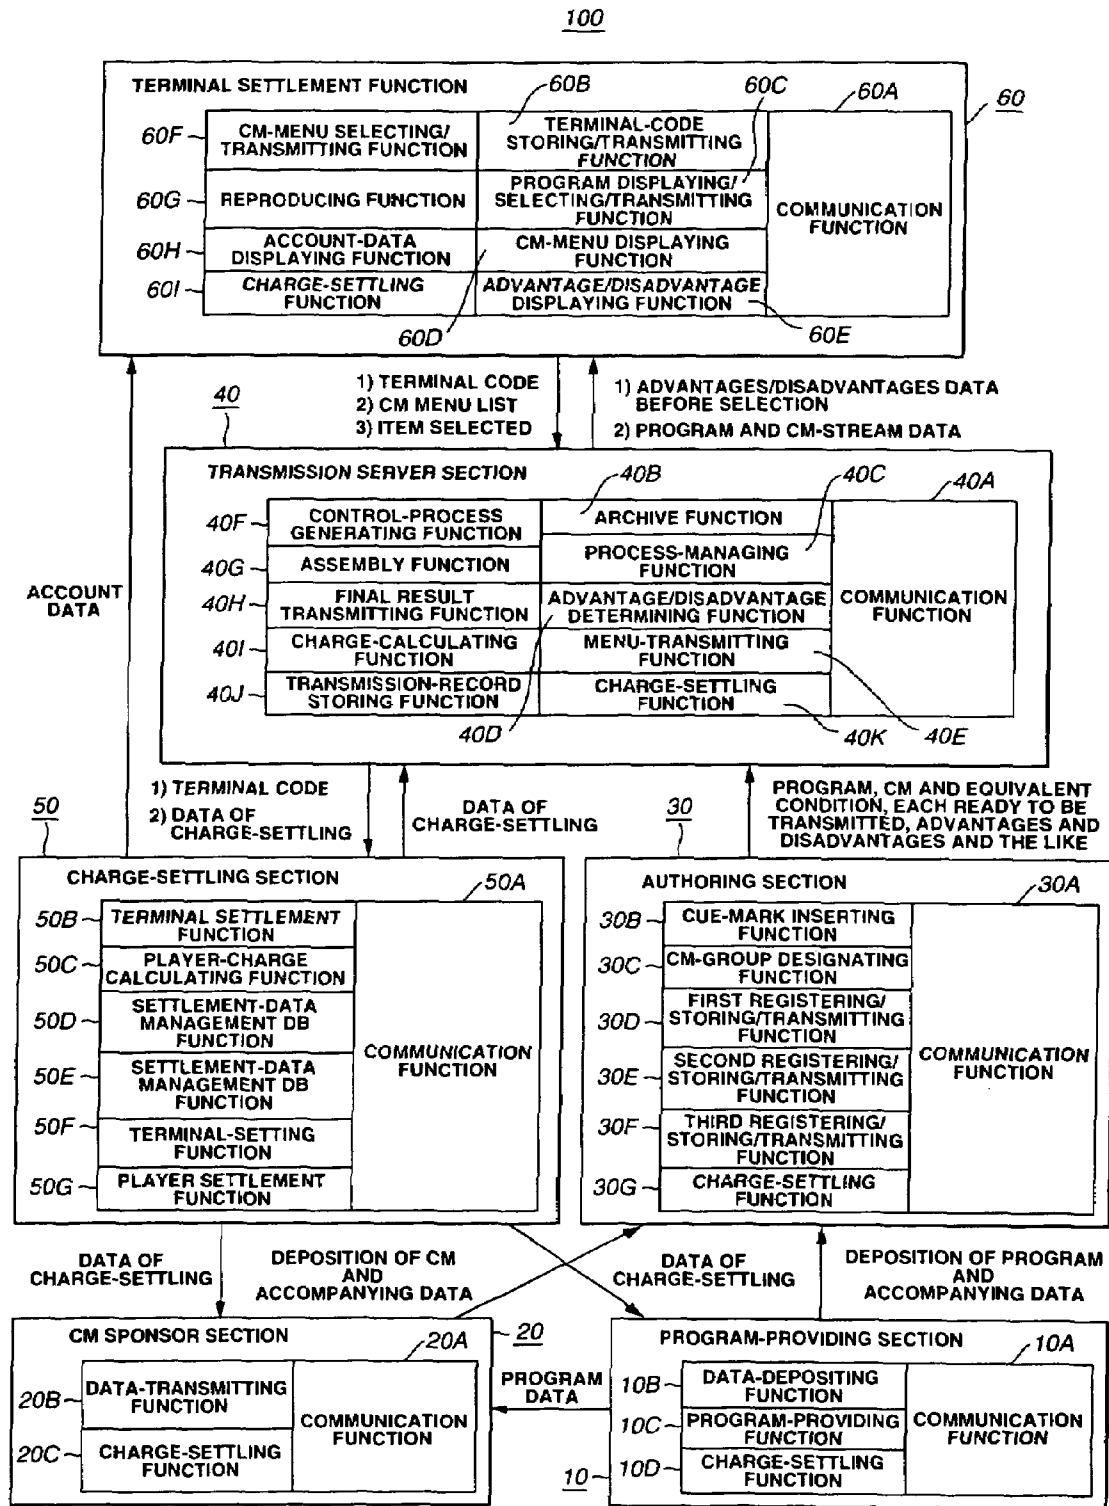 100
TERMINAL SETTLEMENT FUNCTION
60B
60C
60A
60
60F
CM-MENU SELECTING/
TRANSMITTING FUNCTION
TERMINAL-CODE
STORING/TRANSMITTING
FUNCTION
60G
REPRODUCING FUNCTION
PROGRAM DISPLAYING/
SELECTING/TRANSMITTING
FUNCTION
COMMUNICATION
FUNCTION
60H
ACCOUNT-DATA
DISPLAYING FUNCTION
CM-MENU DISPLAYING
FUNCTION
60I
CHARGE-SETTLING
FUNCTION
ADVANTAGE/DISADVANTAGE
DISPLAYING FUNCTION
60D
60E
1) TERMINAL CODE
2) CM MENU LIST
3) ITEM SELECTED
1) ADVANTAGES/DISADVANTAGES DATA
BEFORE SELECTION
2) PROGRAM AND CM-STREAM DATA
40
TRANSMISSION SERVER SECTION
40B
40C
40A
40F
CONTROL-PROCESS
GENERATING FUNCTION
ARCHIVE FUNCTION
40G
ASSEMBLY FUNCTION
PROCESS-MANAGING
FUNCTION
ACCOUNT
DATA
40H
FINAL RESULT
TRANSMITTING FUNCTION
ADVANTAGE/DISADVANTAGE
DETERMINING FUNCTION
COMMUNICATION
FUNCTION
40I
CHARGE-CALCULATING
FUNCTION
MENU-TRANSMITTING
FUNCTION
40J
TRANSMISSION-RECORD
STORING FUNCTION
CHARGE-SETTLING
FUNCTION
40D
40K
40E
1) TERMINAL CODE
2) DATA OF
CHARGE-SETTLING
DATA OF
CHARGE-SETTLING
PROGRAM, CM AND EQUIVALENT
CONDITION, EACH READY TO BE
TRANSMITTED, ADVANTAGES AND
DISADVANTAGES AND THE LIKE
50
30
CHARGE-SETTLING SECTION
50A
50B
TERMINAL SETTLEMENT
FUNCTION
50C
PLAYER-CHARGE
CALCULATING FUNCTION
50D
SETTLEMENT-DATA
MANAGEMENT DB
FUNCTION
50E
SETTLEMENT-DATA
MANAGEMENT DB
FUNCTION
50F
TERMINAL-SETTING
FUNCTION
50G
PLAYER SETTLEMENT
FUNCTION
COMMUNICATION
FUNCTION
AUTHORING SECTION
30A
30B
CUE-MARK INSERTING
FUNCTION
30C
CM-GROUP DESIGNATING
FUNCTION
30D
FIRST REGISTERING/
STORING/TRANSMITTING
FUNCTION
30E
SECOND REGISTERING/
STORING/TRANSMITTING
FUNCTION
30F
THIRD REGISTERING/
STORING/TRANSMITTING
FUNCTION
30G
CHARGE-SETTLING
FUNCTION
COMMUNICATION
FUNCTION
DATA OF
CHARGE-SETTLING
DEPOSITION OF CM
AND
ACCOMPANYING DATA
DATA OF
CHARGE-SETTLING
DEPOSITION OF PROGRAM
AND
ACCOMPANYING DATA
CM SPONSOR SECTION
20
20A
20B
DATA-TRANSMITTING
FUNCTION
20C
CHARGE-SETTLING
FUNCTION
COMMUNICATION
FUNCTION
PROGRAM
DATA
PROGRAM-PROVIDING SECTION
10A
10B
DATA-DEPOSITING
FUNCTION
10C
PROGRAM-PROVIDING
FUNCTION
10D
CHARGE-SETTLING
FUNCTION
COMMUNICATION
FUNCTION
10